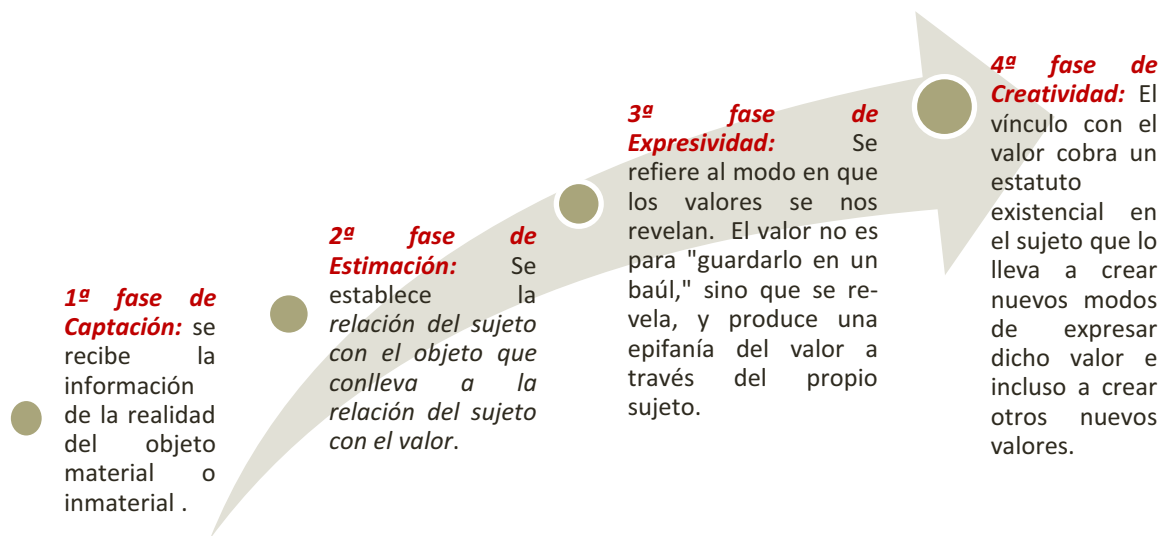 1ª fase de
Captación: se
recibe la
información
de la realidad
del objeto
material o
inmaterial .
2ª fase de
Estimación: Se
establece la
relación del sujeto
con el objeto que
conlleva a la
relación del sujeto
con el valor.
3ª fase de
Expresividad: Se
refiere al modo en que
los valores se nos
revelan. El valor no es
para "guardarlo en un
baúl," sino que se re-
vela, y produce una
epifanía del valor a
través del propio
sujeto.
4ª fase de
Creatividad: El
vínculo con el
valor cobra un
estatuto
existencial en
el sujeto que lo
lleva a crear
nuevos modos
de expresar
dicho valor e
incluso a crear
otros nuevos
valores.